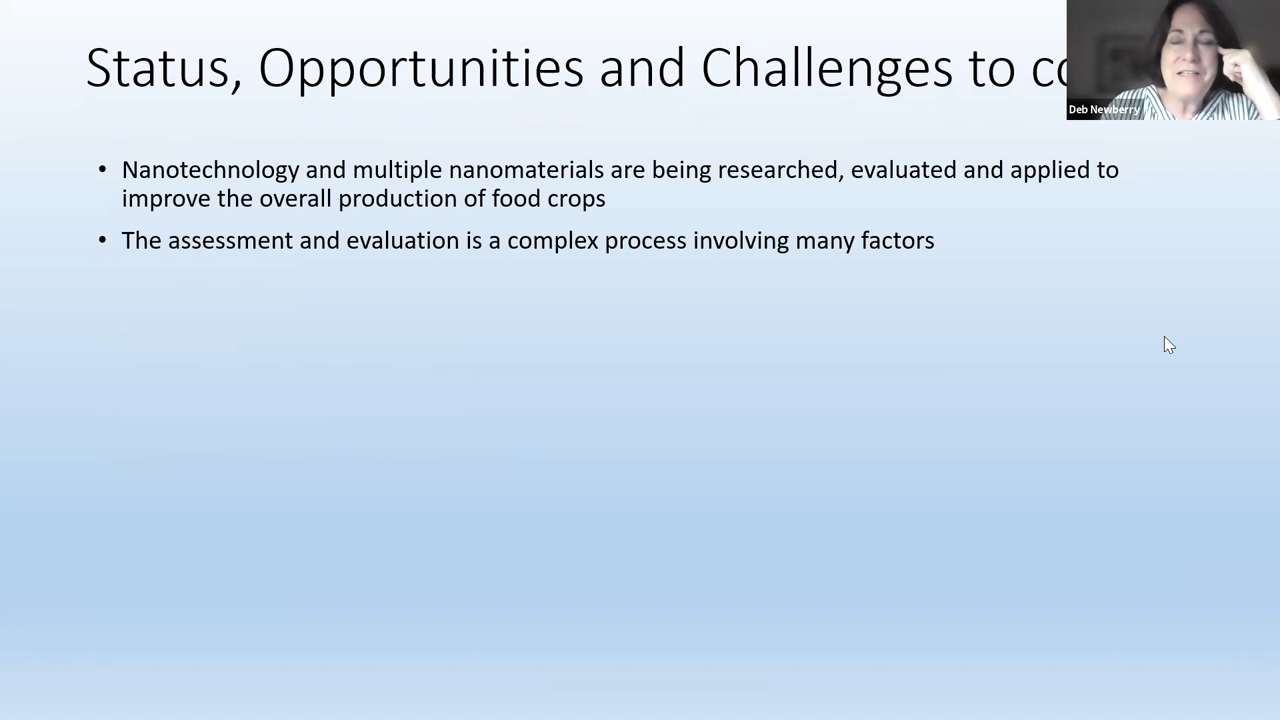 Status, Opportunities and Challenges to
Deb Newberry
• Nanotechnology and multiple nanomaterials are being researched, evaluated and applied to
improve the overall production of food crops
• The assessment and evaluation is a complex process involving many factors